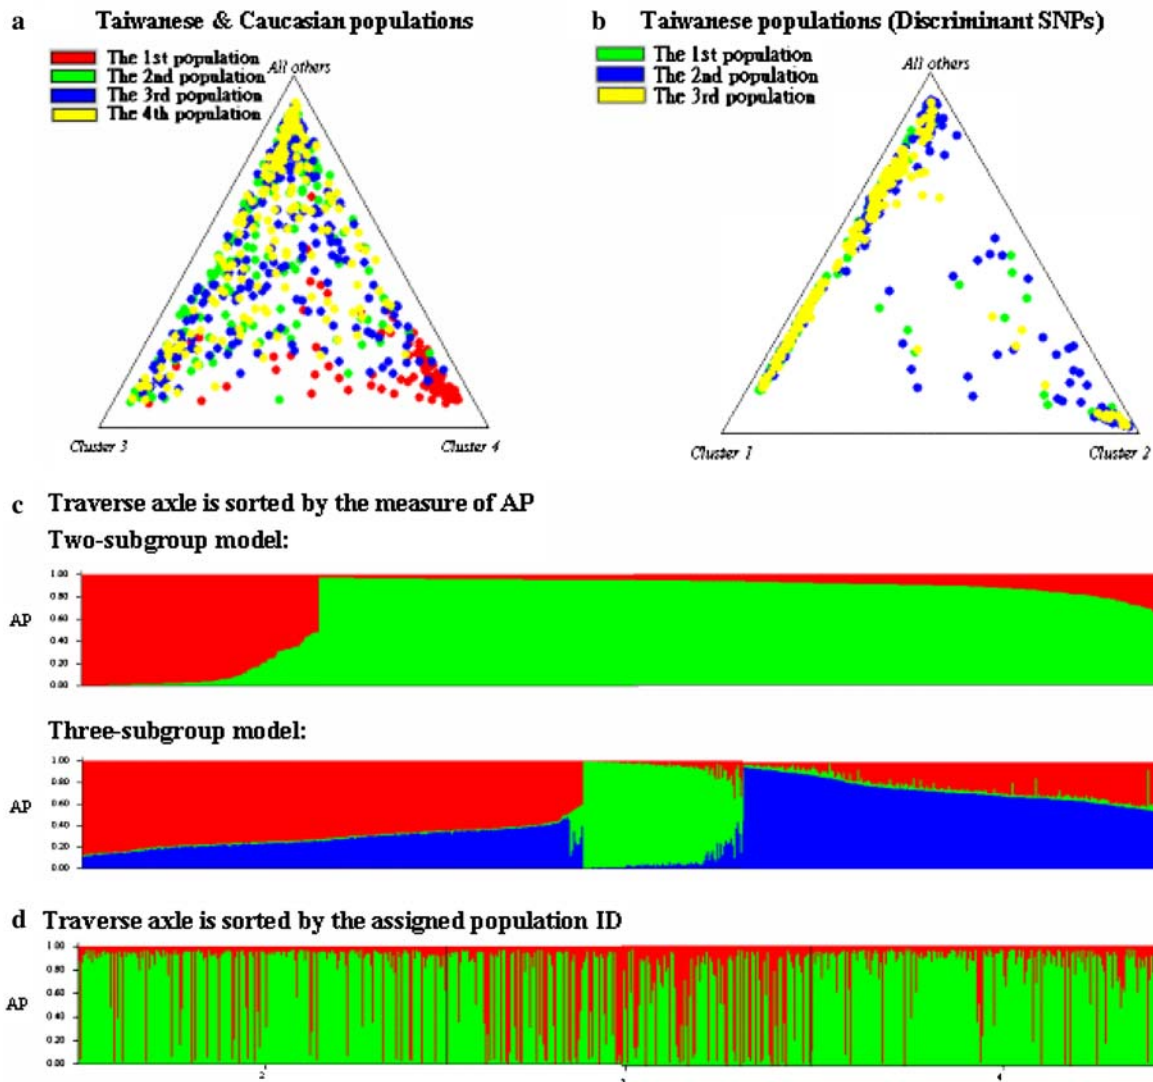 a Taiwanese & Caucasian populations
The 1st population
The 2nd population
The 3rd population
The 4th population
All others
Cluster 3
Cluster 4
b Taiwanese populations (Discriminant SNPs)
The 1st population
The 2nd population
The 3rd population
All others
Cluster 1
Cluster 2
c Traverse axle is sorted by the measure of AP
Two-subgroup model:
AP
1.00
0.80
0.60
0.40
0.20
0.00
Three-subgroup model:
AP
1.00
0.80
0.60
0.40
0.20
0.00
d Traverse axle is sorted by the assigned population ID
AP
1.00
0.80
0.60
0.40
0.20
0.00
2
3
4